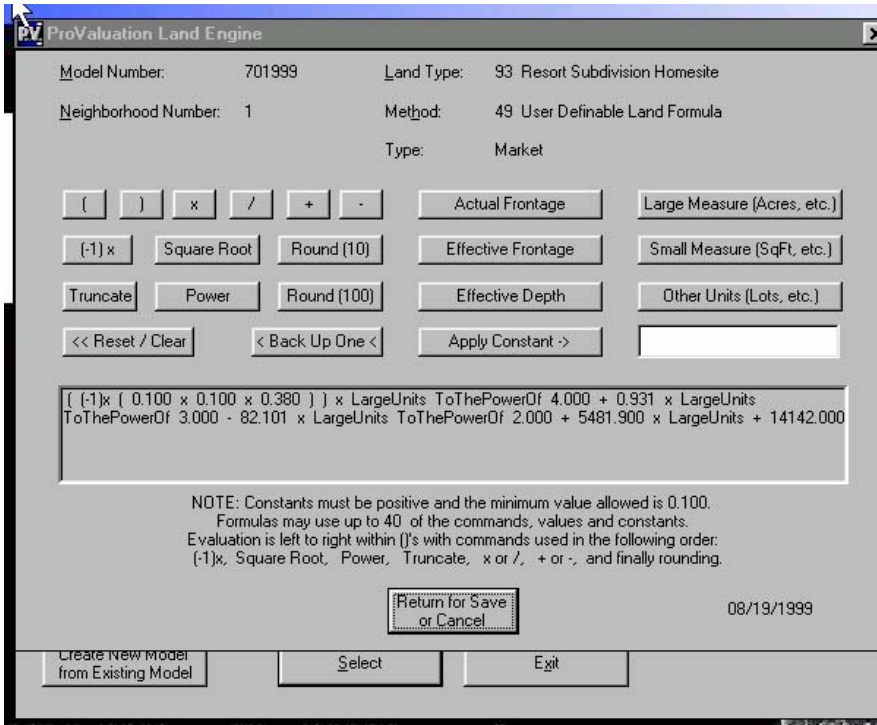 PV ProValuation Land Engine
Model Number: 701999 Land Type: 93 Resort Subdivision Homesite
Neighborhood Number: 1 Method: 49 User Definable Land Formula
Type: Market
( ) x / + - Actual Frontage Large Measure (Acres, etc.)
(-1) x Square Root Round (10) Effective Frontage Small Measure (SqFt, etc.)
Truncate Power Round (100) Effective Depth Other Units (Lots, etc.)
<< Reset / Clear < Back Up One < Apply Constant ->
( (-1)x ( 0.100 x 0.100 x 0.380 ) ) x LargeUnits ToThePowerOf 4.000 + 0.931 x LargeUnits
ToThePowerOf 3.000 - 82.101 x LargeUnits ToThePowerOf 2.000 + 5481.900 x LargeUnits + 14142.000
NOTE: Constants must be positive and the minimum value allowed is 0.100.
Formulas may use up to 40 of the commands, values and constants.
Evaluation is left to right within ()'s with commands used in the following order:
(-1)x, Square Root, Power, Truncate, x or /, + or -, and finally rounding.
Return for Save
or Cancel
08/19/1999
Create New Model
from Existing Model
Select Exit